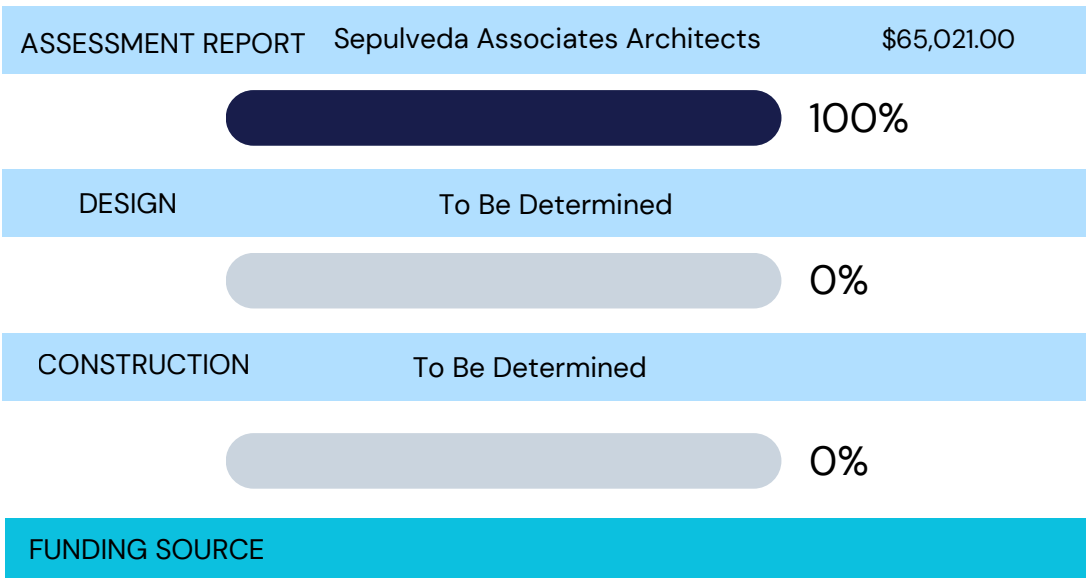 ASSESSMENT REPORT Sepulveda Associates Architects $65,021.00
100%
DESIGN To Be Determined
0%
CONSTRUCTION To Be Determined
0%
FUNDING SOURCE